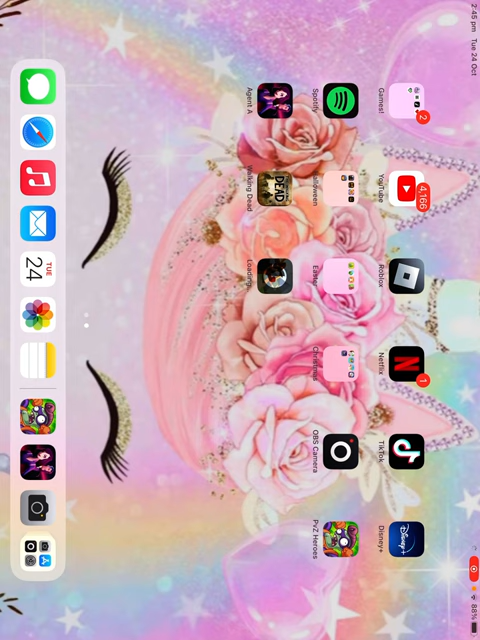 2:45 pm Tue 24 Oct
88%
2
4,166
1
Games!
YouTube
Roblox
Netflix
TikTok
Disney+
Spotify
Easter
Christmas
OBS Camera
PvZ Heroes
DEAD
Agent A
Walking Dead
Loading
TUE
24